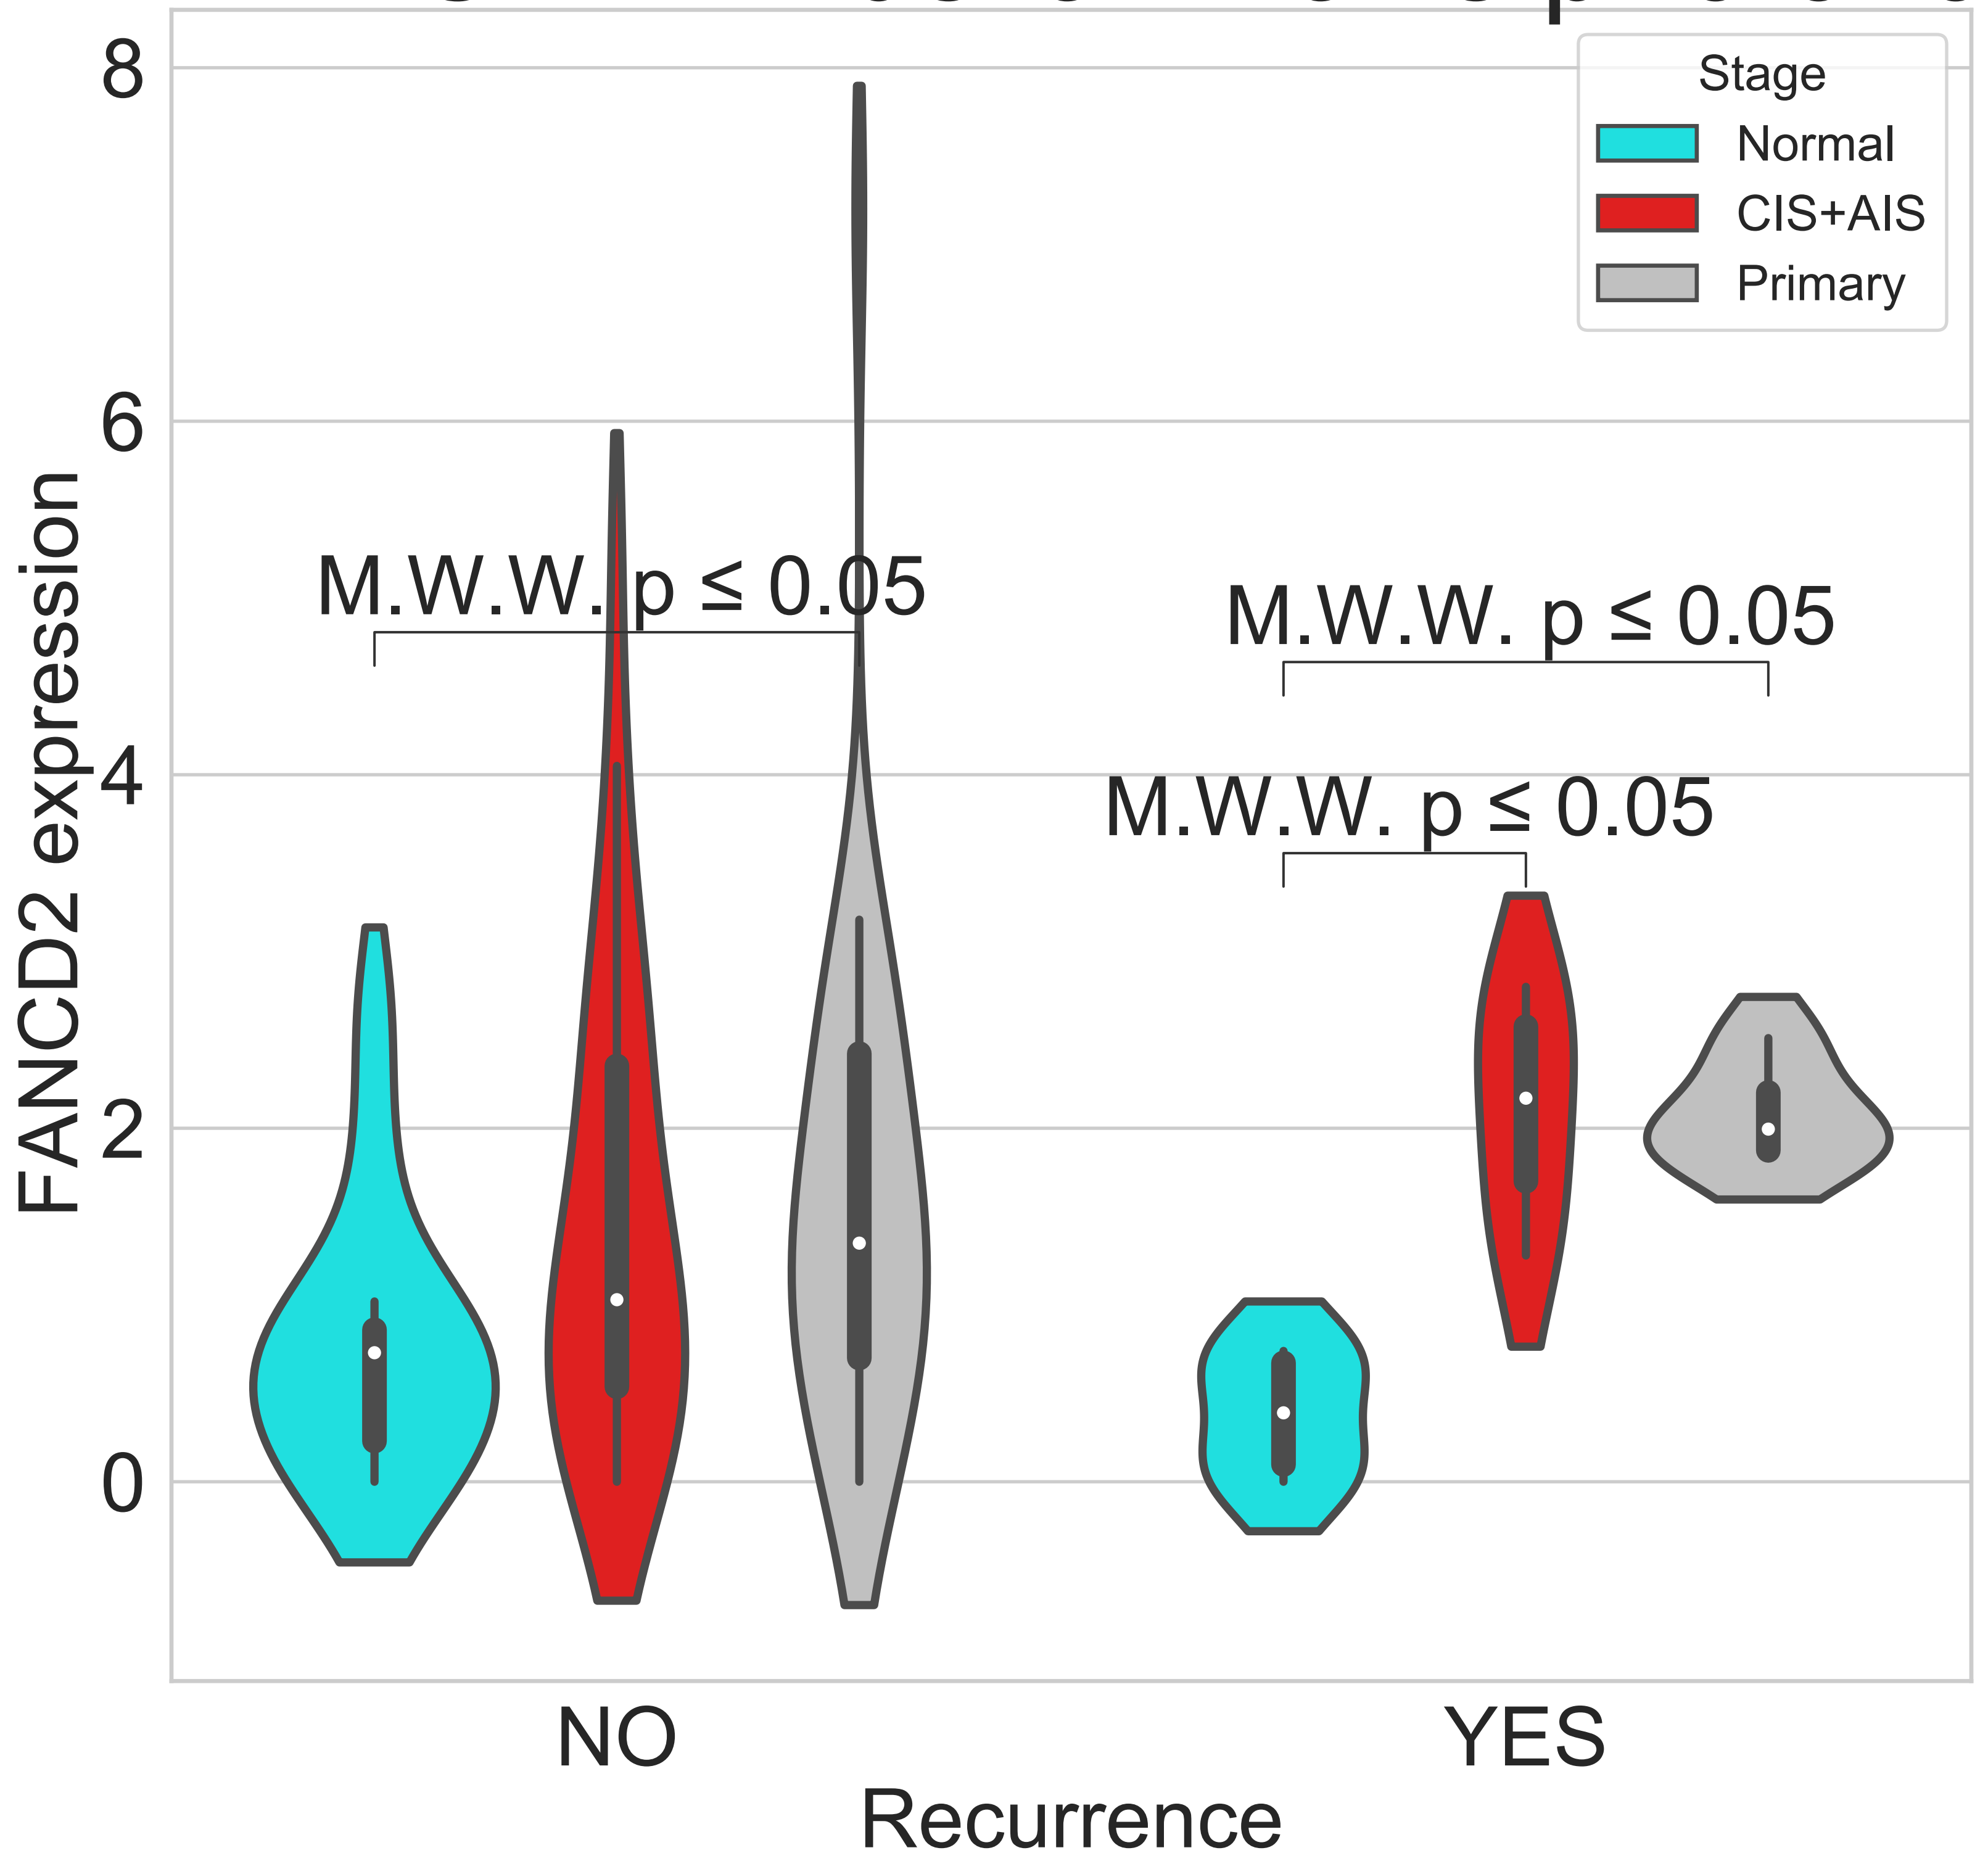 8
6
4
2
0
FANCD2 expression
Stage
Normal
CIS+AIS
Primary
M.W.W. p ≤ 0.05
M.W.W. p ≤ 0.05
M.W.W. p ≤ 0.05
NO
YES
Recurrence